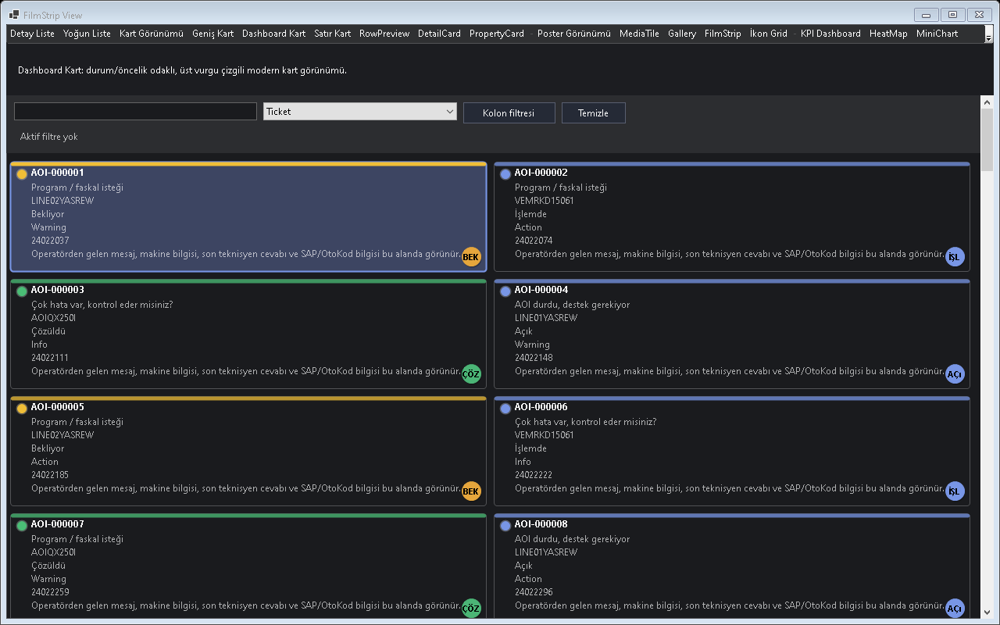 FilmStrip View
Detay Liste Yoğun Liste Kart Görünümü Geniş Kart Dashboard Kart Satır Kart RowPreview DetailCard PropertyCard - Poster Görünümü MediaTile Gallery FilmStrip İkon Grid - KPI Dashboard HeatMap MiniChart
Dashboard Kart: durum/öncelik odaklı, üst vurgu çizgili modern kart görünümü.
Ticket Kolon filtresi Temizle
Aktif filtre yok
AOI-000001
Program / faskal isteği
LINE02YASREW
Bekliyor
Warning
24022037
Operatörden gelen mesaj, makine bilgisi, son teknisyen cevabı ve SAP/OtoKod bilgisi bu alanda görünür.
BEK
AOI-000002
Program / faskal isteği
VEMRKD15061
İşlemde
Action
24022074
Operatörden gelen mesaj, makine bilgisi, son teknisyen cevabı ve SAP/OtoKod bilgisi bu alanda görünür.
İŞL
AOI-000003
Çok hata var, kontrol eder misiniz?
AOIQX250I
Çözüldü
Info
24022111
Operatörden gelen mesaj, makine bilgisi, son teknisyen cevabı ve SAP/OtoKod bilgisi bu alanda görünür.
ÇÖZ
AOI-000004
AOI durdu, destek gerekiyor
LINE01YASREW
Açık
Warning
24022148
Operatörden gelen mesaj, makine bilgisi, son teknisyen cevabı ve SAP/OtoKod bilgisi bu alanda görünür.
AÇı
AOI-000005
Program / faskal isteği
LINE02YASREW
Bekliyor
Action
24022185
Operatörden gelen mesaj, makine bilgisi, son teknisyen cevabı ve SAP/OtoKod bilgisi bu alanda görünür.
BEK
AOI-000006
Çok hata var, kontrol eder misiniz?
VEMRKD15061
İşlemde
Info
24022222
Operatörden gelen mesaj, makine bilgisi, son teknisyen cevabı ve SAP/OtoKod bilgisi bu alanda görünür.
İŞL
AOI-000007
Program / faskal isteği
AOIQX250I
Çözüldü
Warning
24022259
Operatörden gelen mesaj, makine bilgisi, son teknisyen cevabı ve SAP/OtoKod bilgisi bu alanda görünür.
ÇÖZ
AOI-000008
AOI durdu, destek gerekiyor
LINE01YASREW
Açık
Action
24022296
Operatörden gelen mesaj, makine bilgisi, son teknisyen cevabı ve SAP/OtoKod bilgisi bu alanda görünür.
AÇı